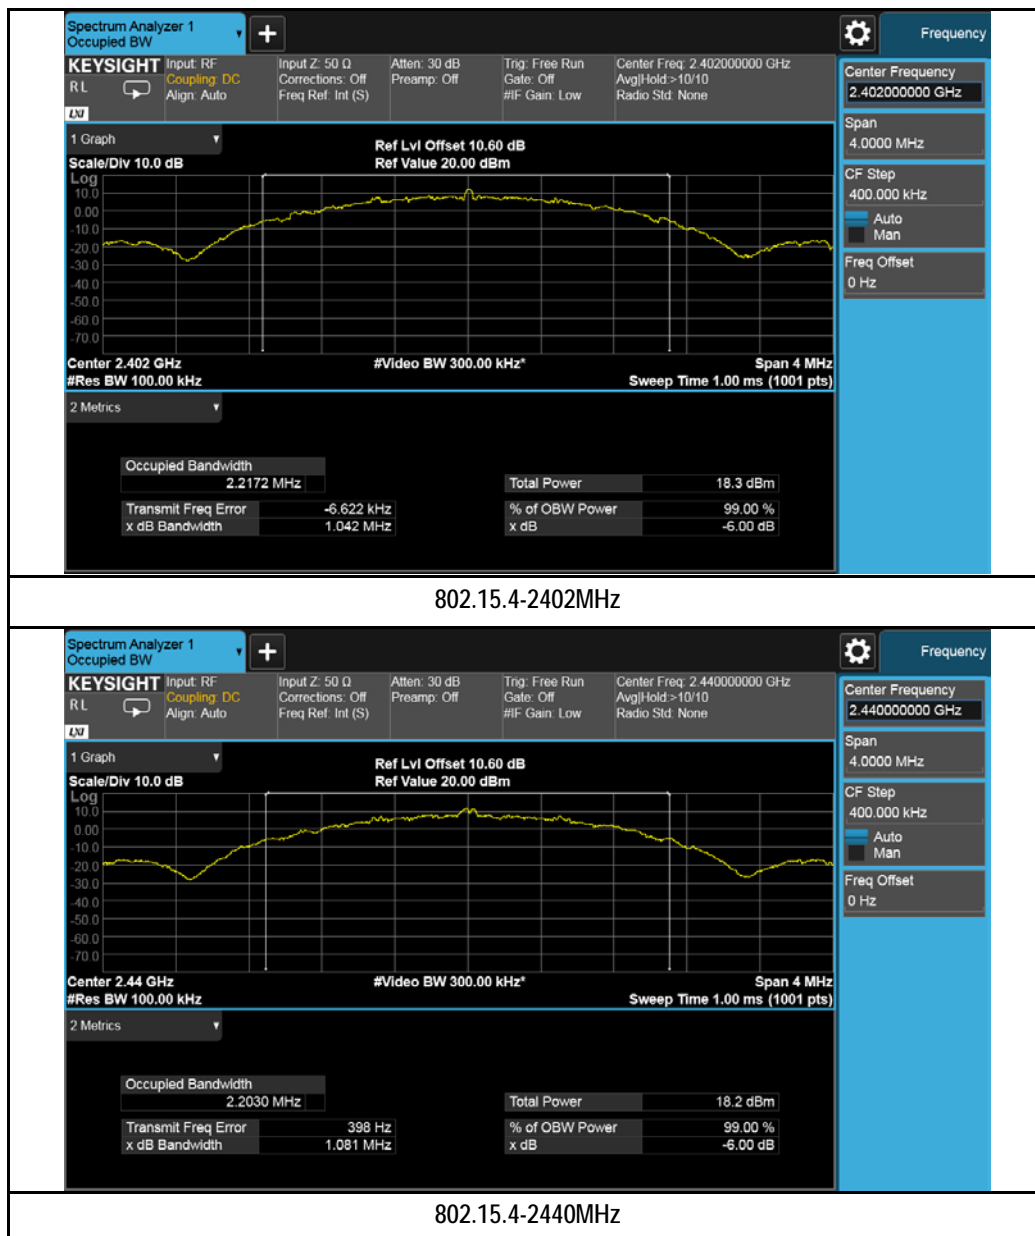 Spectrum Analyzer 1
Occupied BW
+
Frequency
KEYSIGHT Input: RF Input Z: 50 Ω Atten: 30 dB Trig: Free Run Center Freq: 2.402000000 GHz
RL Coupling: DC Corrections: Off Preamp: Off Gate: Off Avg|Hold:>10/10
Align: Auto Freq Ref: Int (S) #IF Gain: Low Radio Std: None
LXI
Center Frequency
2.402000000 GHz
Span
4.0000 MHz
CF Step
400.000 kHz
Auto
Man
Freq Offset
0 Hz
1 Graph
Ref Lvl Offset 10.60 dB
Scale/Div 10.0 dB Ref Value 20.00 dBm
Log
10.0
0.00
-10.0
-20.0
-30.0
-40.0
-50.0
-60.0
-70.0
Center 2.402 GHz #Video BW 300.00 kHz* Span 4 MHz
#Res BW 100.00 kHz Sweep Time 1.00 ms (1001 pts)
2 Metrics
Occupied Bandwidth
2.2172 MHz Total Power 18.3 dBm
Transmit Freq Error -6.622 kHz % of OBW Power 99.00 %
x dB Bandwidth 1.042 MHz x dB -6.00 dB
802.15.4-2402MHz
Spectrum Analyzer 1
Occupied BW
+
Frequency
KEYSIGHT Input: RF Input Z: 50 Ω Atten: 30 dB Trig: Free Run Center Freq: 2.440000000 GHz
RL Coupling: DC Corrections: Off Preamp: Off Gate: Off Avg|Hold:>10/10
Align: Auto Freq Ref: Int (S) #IF Gain: Low Radio Std: None
LXI
Center Frequency
2.440000000 GHz
Span
4.0000 MHz
CF Step
400.000 kHz
Auto
Man
Freq Offset
0 Hz
1 Graph
Ref Lvl Offset 10.60 dB
Scale/Div 10.0 dB Ref Value 20.00 dBm
Log
10.0
0.00
-10.0
-20.0
-30.0
-40.0
-50.0
-60.0
-70.0
Center 2.44 GHz #Video BW 300.00 kHz* Span 4 MHz
#Res BW 100.00 kHz Sweep Time 1.00 ms (1001 pts)
2 Metrics
Occupied Bandwidth
2.2030 MHz Total Power 18.2 dBm
Transmit Freq Error 398 Hz % of OBW Power 99.00 %
x dB Bandwidth 1.081 MHz x dB -6.00 dB
802.15.4-2440MHz